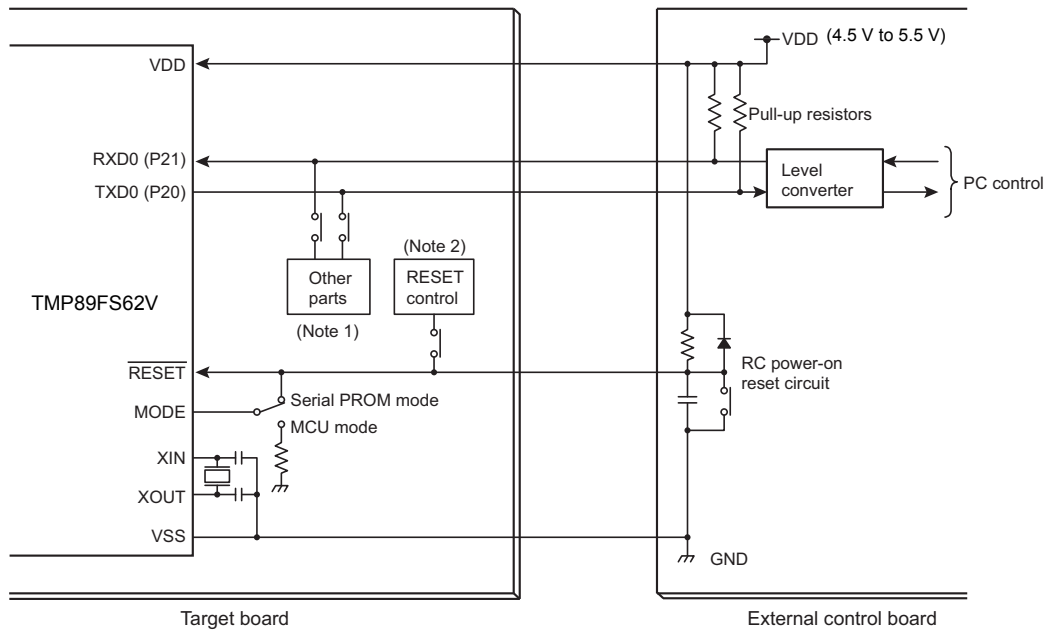 VDD (4.5 V to 5.5 V)
VDD
Pull-up resistors
RXD0 (P21)
TXD0 (P20)
Level
converter
PC control
(Note 2)
Other
parts
RESET
control
TMP89FS62V
(Note 1)
RESET
RC power-on
reset circuit
Serial PROM mode
MODE
MCU mode
XIN
XOUT
VSS
GND
Target board
External control board